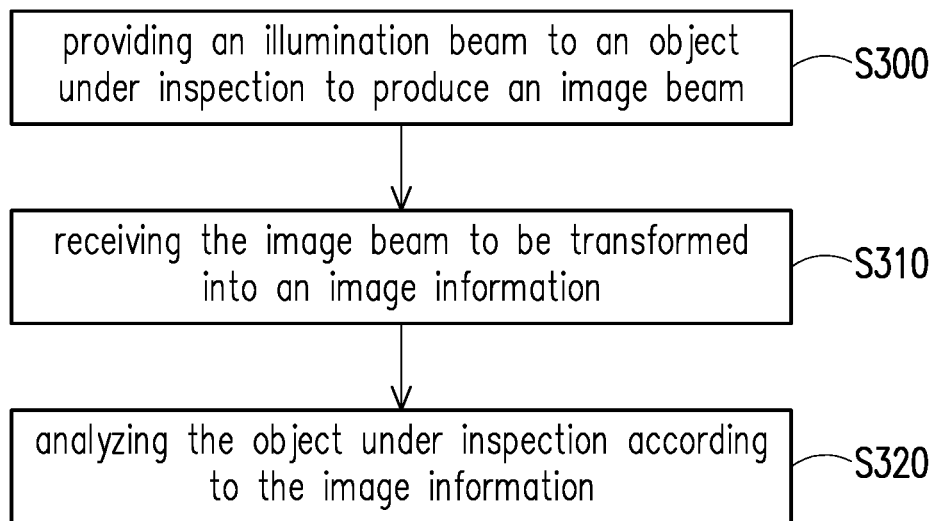 providing an illumination beam to an object
under inspection to produce an image beam
S300
receiving the image beam to be transformed
into an image information
S310
analyzing the object under inspection according
to the image information
S320